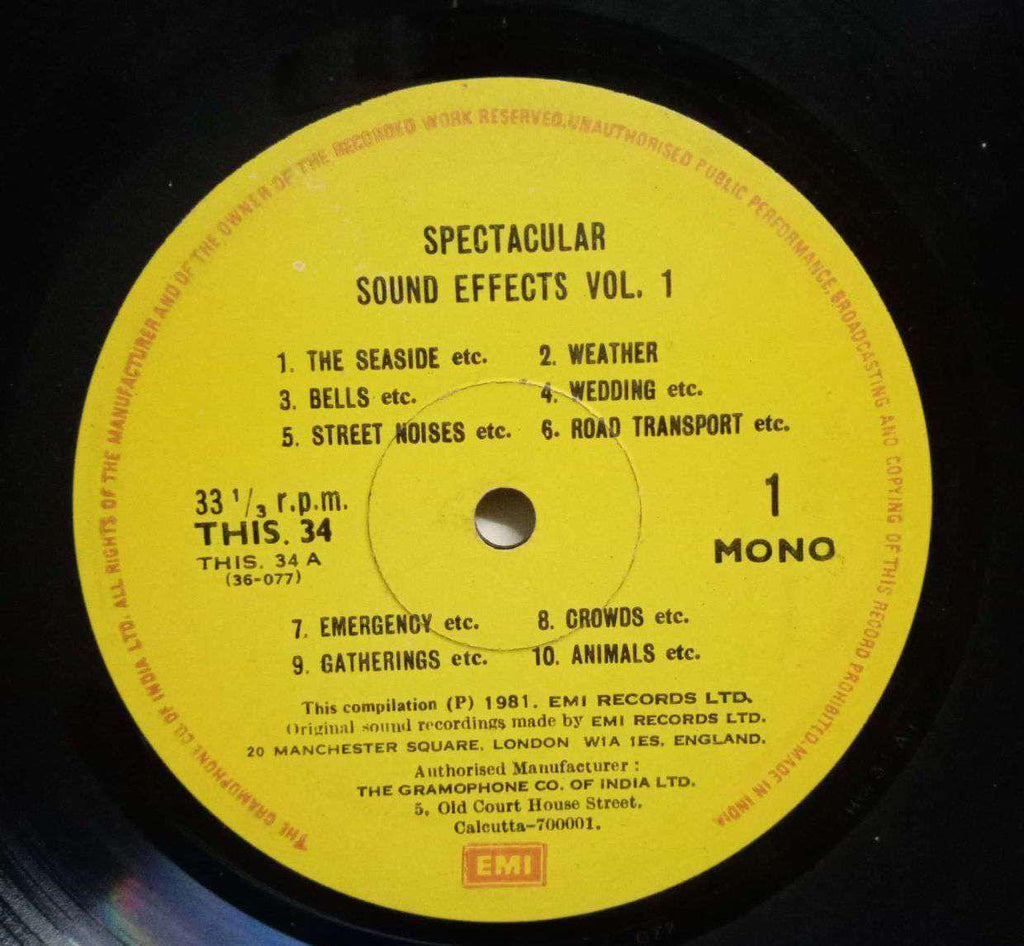 THE GRAMOPHONE CO. OF INDIA LTD. ALL RIGHTS OF THE MANUFACTURER AND OF THE OWNER OF THE RECORDED WORK RESERVED. UNAUTHORISED PUBLIC PERFORMANCE, BROADCASTING AND COPYING OF THIS RECORD PROHIBITED. MADE IN INDIA
SPECTACULAR
SOUND EFFECTS VOL. 1
1. THE SEASIDE etc. 2. WEATHER
3. BELLS etc. 4. WEDDING etc.
5. STREET NOISES etc. 6. ROAD TRANSPORT etc.
33 1/3 r.p.m.
THIS. 34
THIS. 34 A
(36-077)
1
MONO
7. EMERGENCY etc. 8. CROWDS etc.
9. GATHERINGS etc. 10. ANIMALS etc.
This compilation (P) 1981. EMI RECORDS LTD.
Original sound recordings made by EMI RECORDS LTD.
20 MANCHESTER SQUARE, LONDON W1A 1ES, ENGLAND.
Authorised Manufacturer :
THE GRAMOPHONE CO. OF INDIA LTD.
5, Old Court House Street,
Calcutta-700001.
EMI